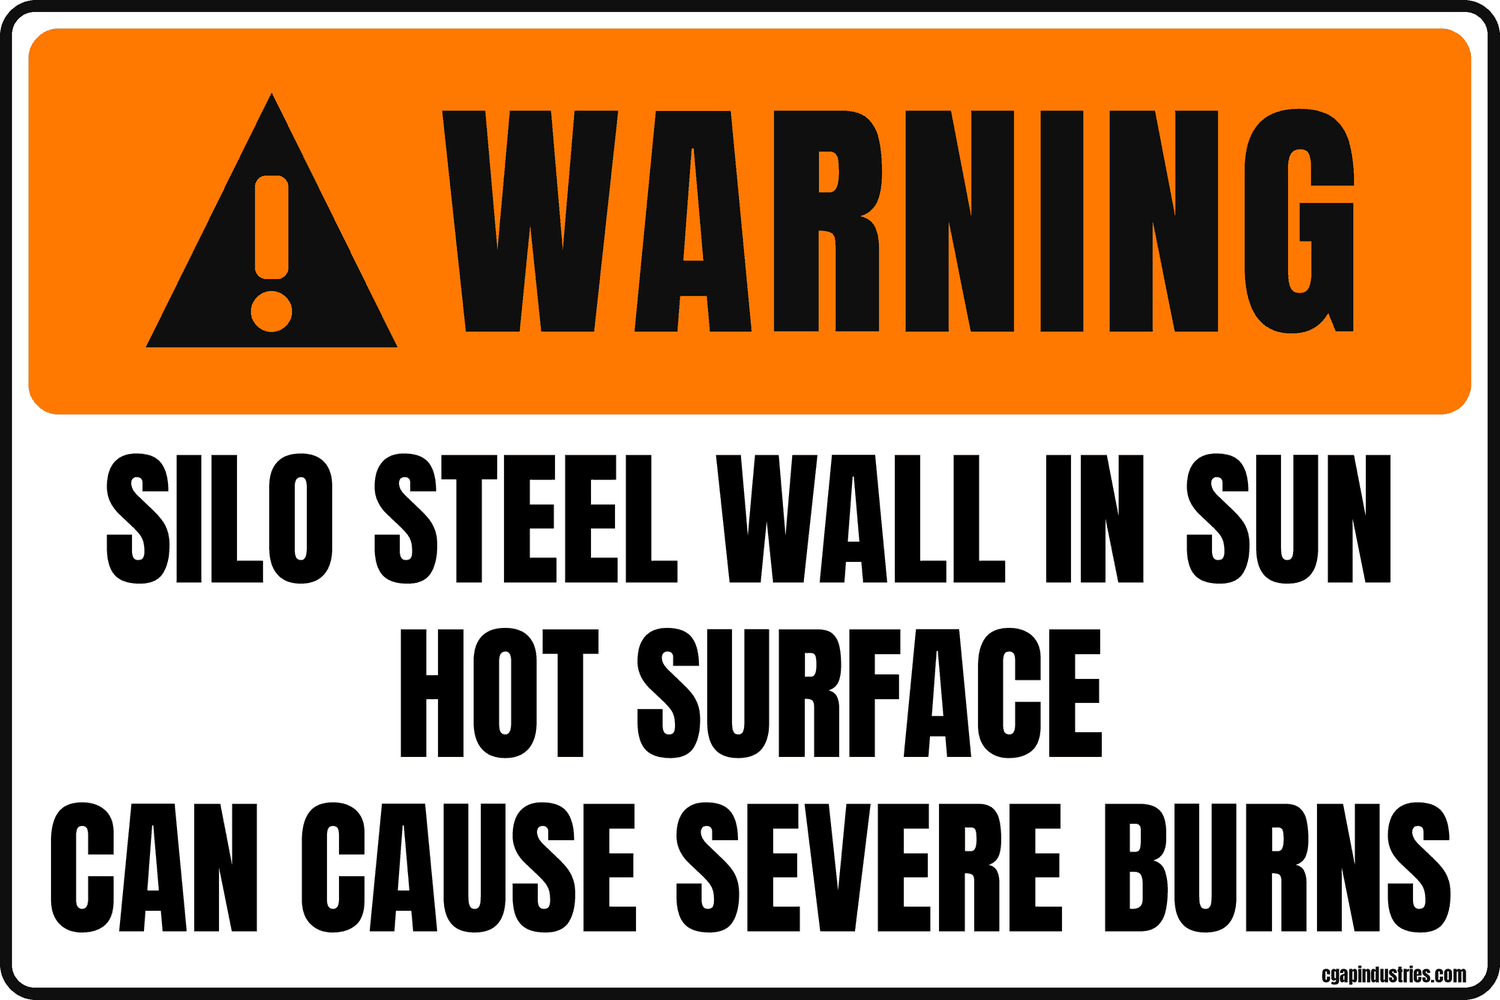 WARNING
SILO STEEL WALL IN SUN
HOT SURFACE
CAN CAUSE SEVERE BURNS
cgapindustries.com